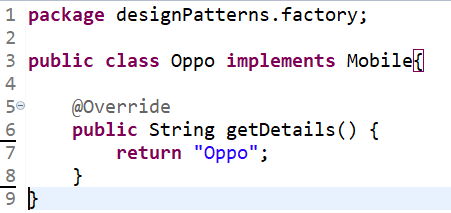 1 package designPatterns.factory;
2
3 public class Oppo implements Mobile{
4
5     @Override
6     public String getDetails() {
7         return "Oppo";
8     }
9 }